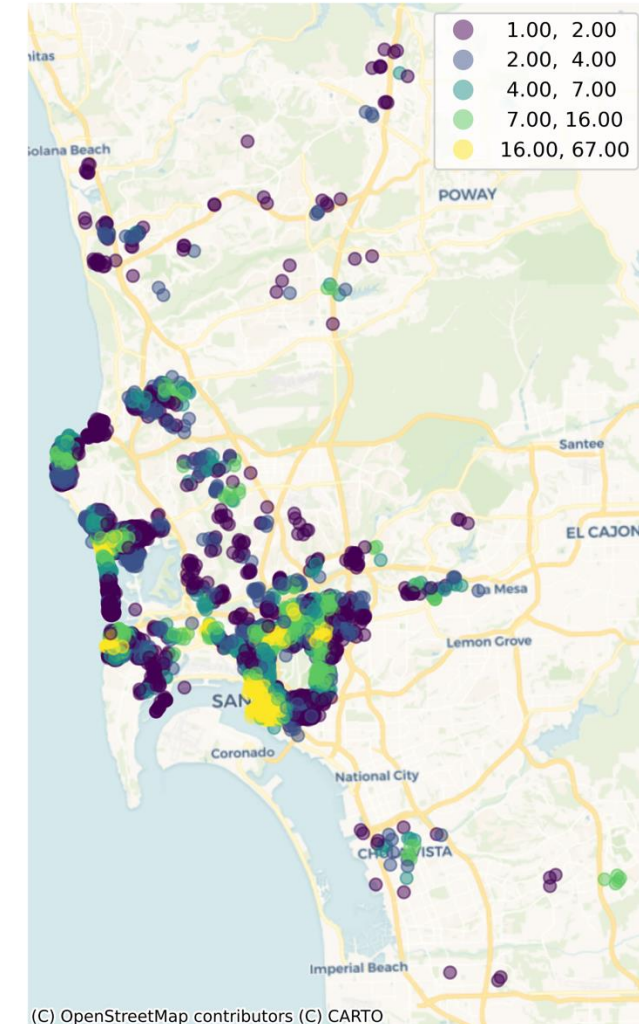 1.00, 2.00
2.00, 4.00
4.00, 7.00
7.00, 16.00
16.00, 67.00
nitas
Solana Beach
POWAY
Santee
EL CAJON
La Mesa
Lemon Grove
SAN
Coronado
National City
CHULA VISTA
Imperial Beach
(C) OpenStreetMap contributors (C) CARTO